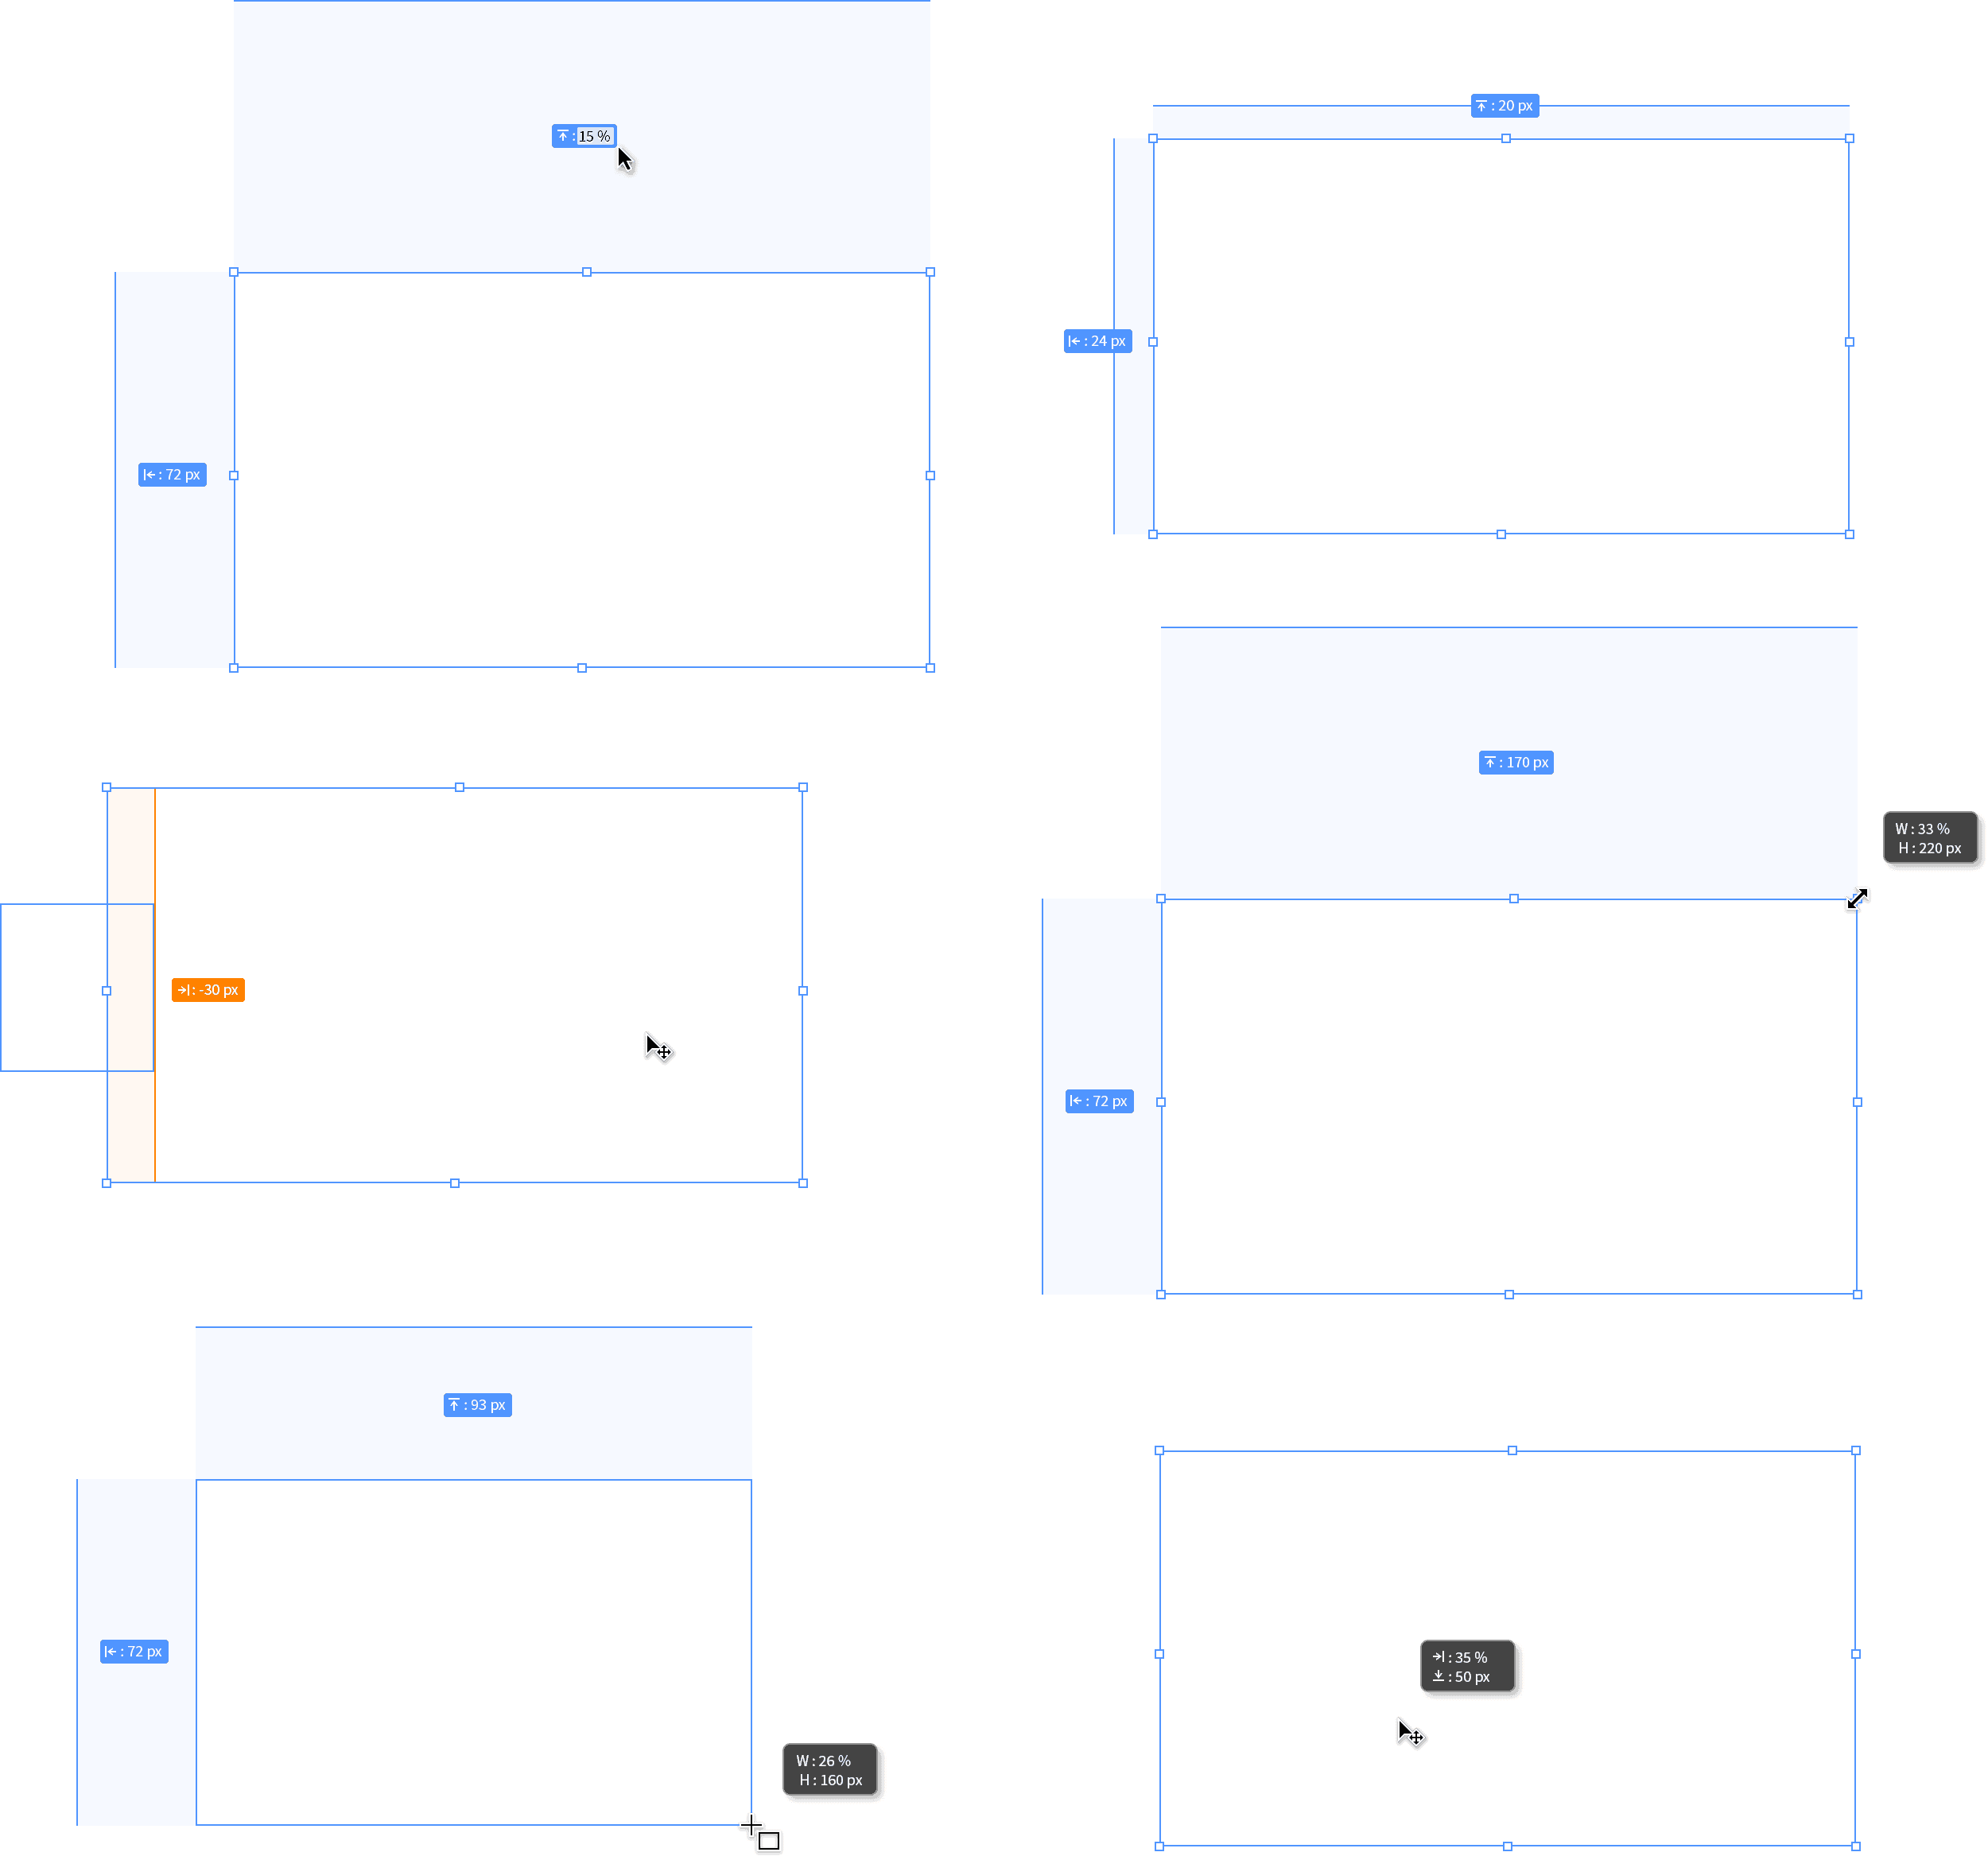 : 15 %
: 20 px
: 24 px
: 72 px
: 170 px
W : 33 %
H : 220 px
: -30 px
: 72 px
: 93 px
: 72 px
: 35 %
: 50 px
W : 26 %
H : 160 px